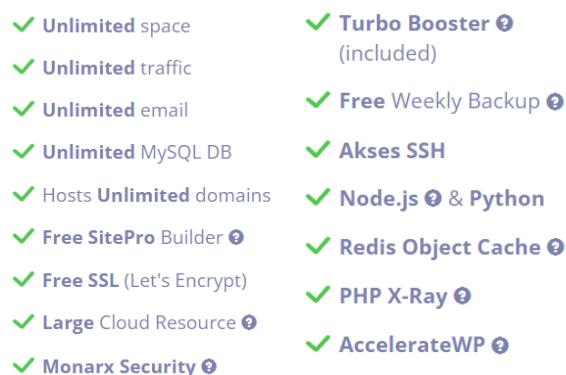 Unlimited space
Unlimited traffic
Unlimited email
Unlimited MySQL DB
Hosts Unlimited domains
Free SitePro Builder ?
Free SSL (Let's Encrypt)
Large Cloud Resource ?
Monarx Security ?
Turbo Booster ?
(included)
Free Weekly Backup ?
Akses SSH
Node.js ? & Python
Redis Object Cache ?
PHP X-Ray ?
AccelerateWP ?